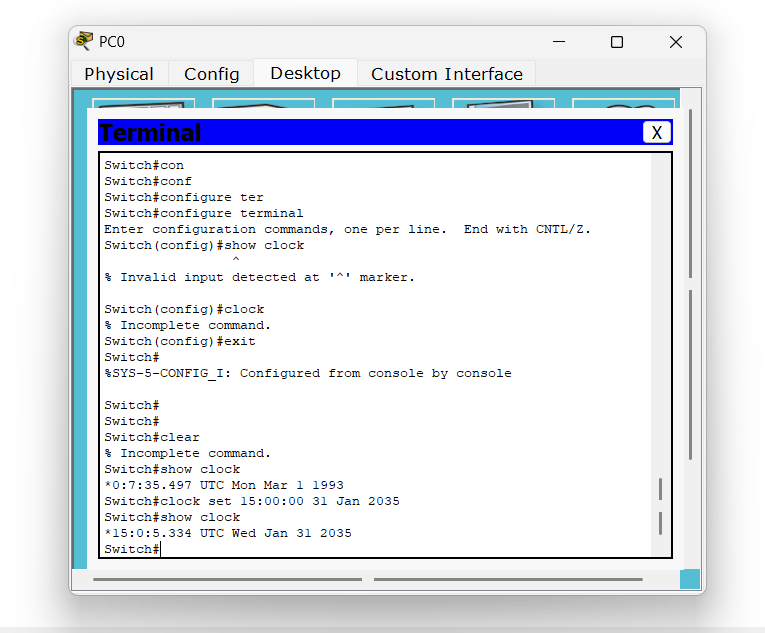 PC0
Physical Config Desktop Custom Interface
Terminal
X
Switch#con
Switch#conf
Switch#configure ter
Switch#configure terminal
Enter configuration commands, one per line.  End with CNTL/Z.
Switch(config)#show clock
^
% Invalid input detected at '^' marker.
Switch(config)#clock
% Incomplete command.
Switch(config)#exit
Switch#
%SYS-5-CONFIG_I: Configured from console by console
Switch#
Switch#
Switch#clear
% Incomplete command.
Switch#show clock
*0:7:35.497 UTC Mon Mar 1 1993
Switch#clock set 15:00:00 31 Jan 2035
Switch#show clock
*15:0:5.334 UTC Wed Jan 31 2035
Switch#